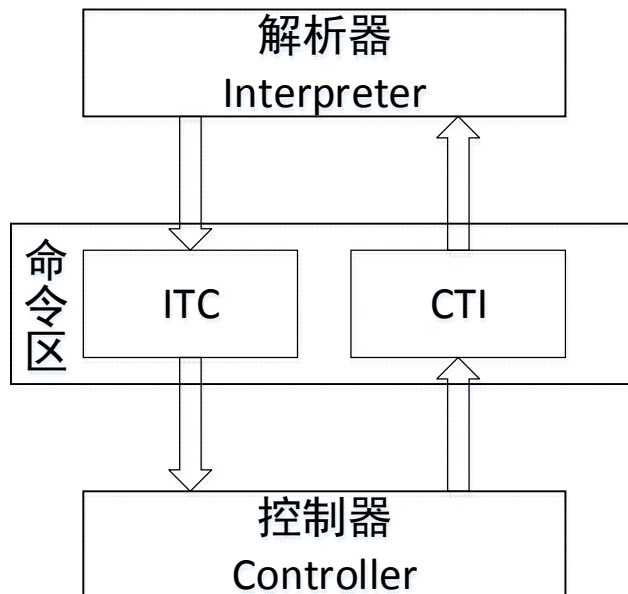 解析器
Interpreter
命令区
ITC
CTI
控制器
Controller